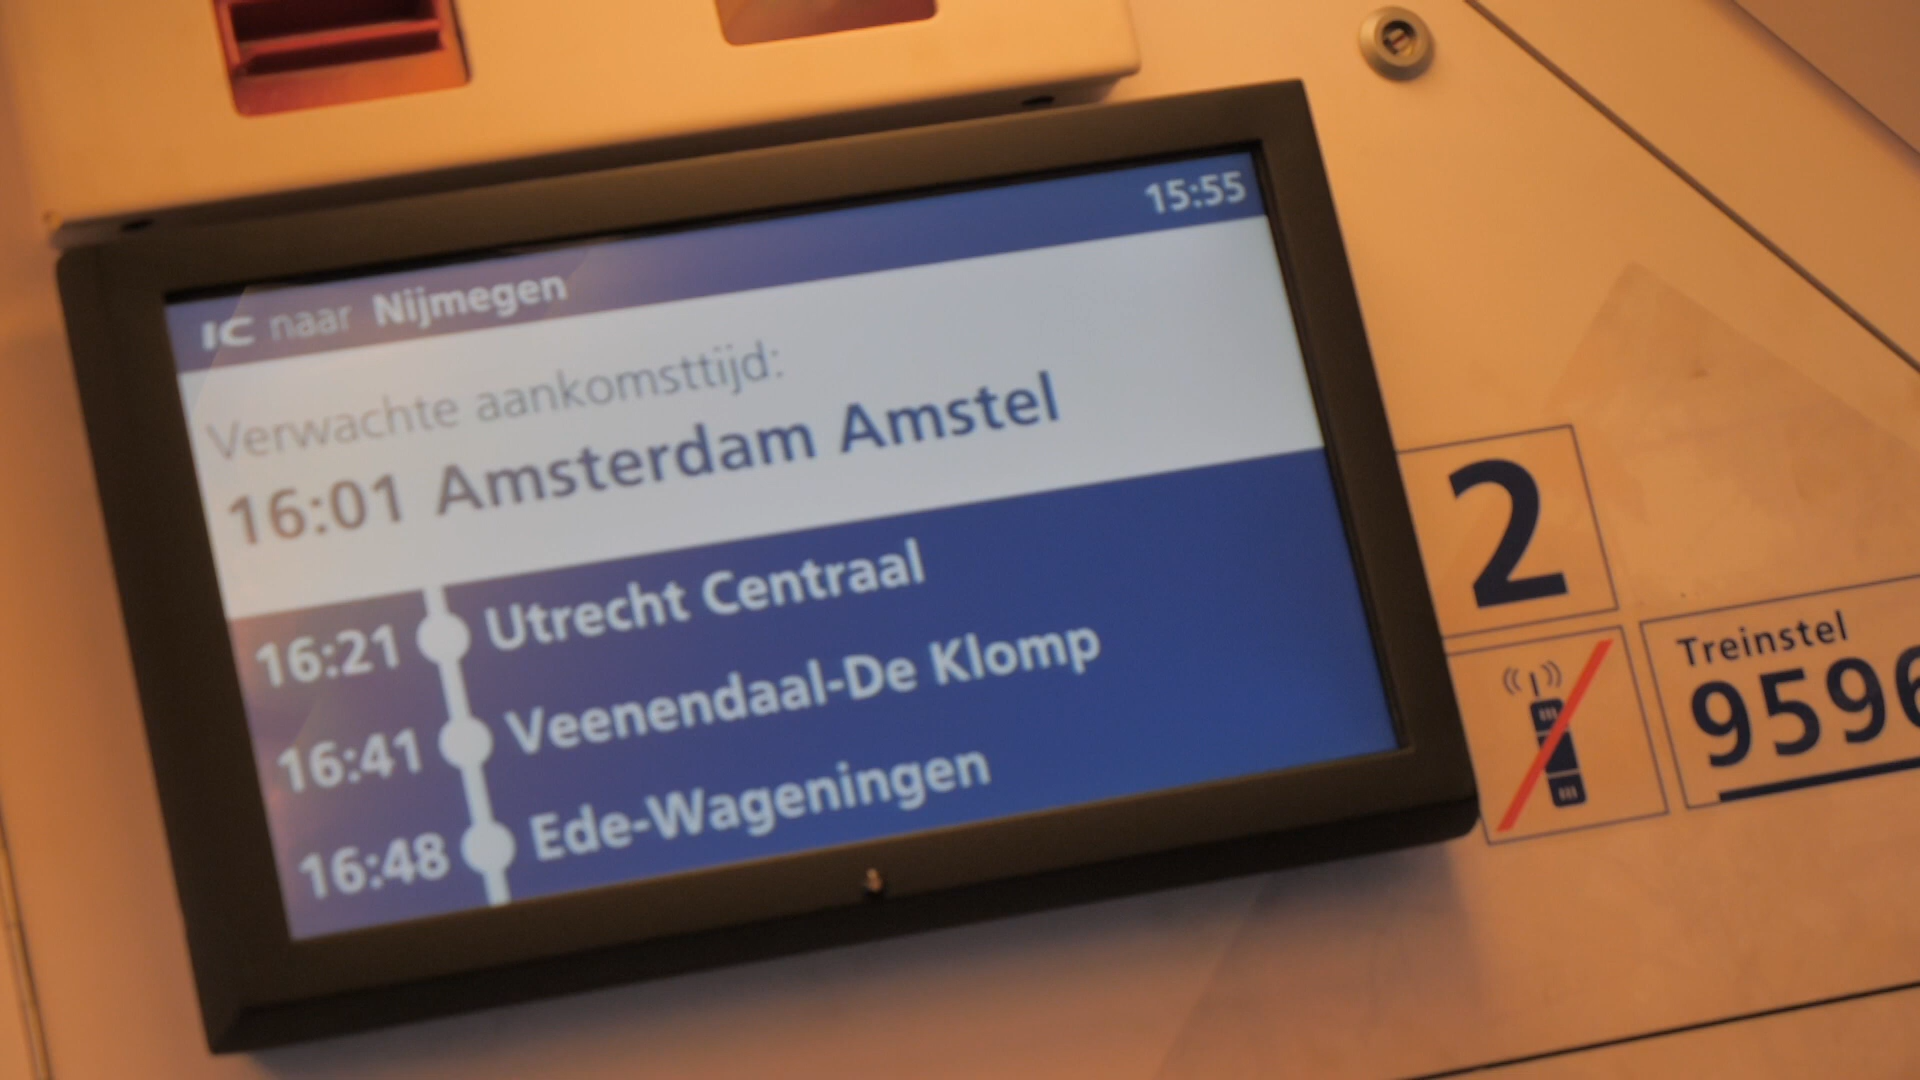 15:55
IC naar Nijmegen
Verwachte aankomsttijd:
16:01 Amsterdam Amstel
16:21 Utrecht Centraal
16:41 Veenendaal-De Klomp
16:48 Ede-Wageningen
2
Treinstel
9596